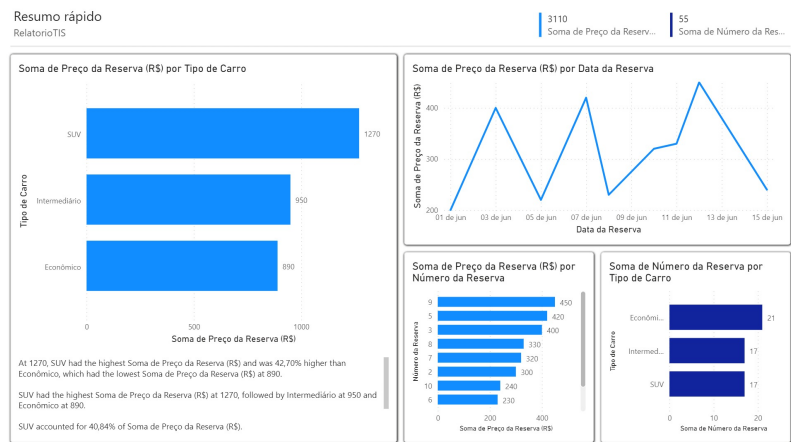 Resumo rápido
RelatorioTIS
3110
Soma de Preço da Reserv...
55
Soma de Número da Res...
Soma de Preço da Reserva (R$) por Tipo de Carro
Tipo de Carro
SUV
1270
Intermediário
950
Econômico
890
0
500
1000
Soma de Preço da Reserva (R$)
At 1270, SUV had the highest Soma de Preço da Reserva (R$) and was 42,70% higher than
Econômico, which had the lowest Soma de Preço da Reserva (R$) at 890.
SUV had the highest Soma de Preço da Reserva (R$) at 1270, followed by Intermediário at 950 and
Econômico at 890.
SUV accounted for 40,84% of Soma de Preço da Reserva (R$).
Soma de Preço da Reserva (R$) por Data da Reserva
Soma de Preço da Reserva (R$)
400
300
200
01 de jun
03 de jun
05 de jun
07 de jun
09 de jun
11 de jun
13 de jun
15 de jun
Data da Reserva
Soma de Preço da Reserva (R$) por
Número da Reserva
Número da Reserva
9
450
5
420
3
400
8
330
7
320
2
300
10
240
6
230
0
200
400
Soma de Preço da Reserva (R$)
Soma de Número da Reserva por
Tipo de Carro
Tipo de Carro
Econômi...
21
Intermed...
17
SUV
17
0
10
20
Soma de Número da Reserva